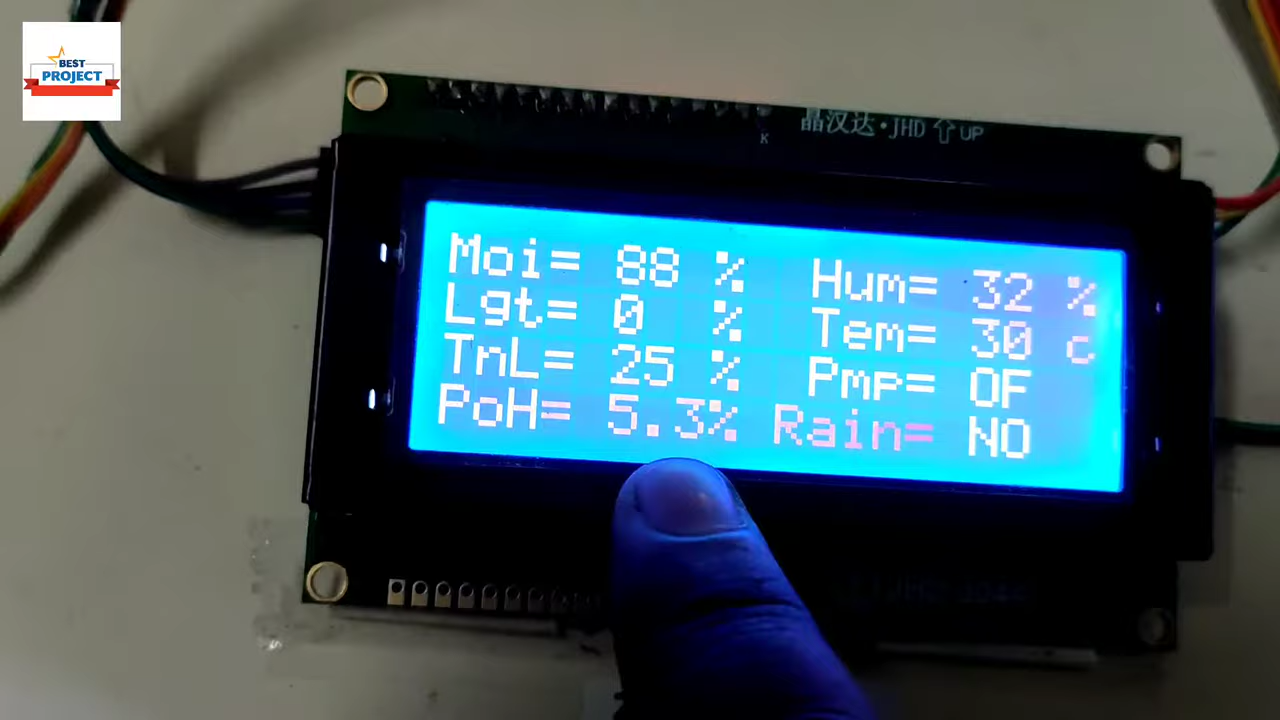 BEST
PROJECT
晶汉达·JHD ⇧ UP
K
Moi= 88 % Hum= 32 %
Lgt= 0 % Tem= 30 c
TnL= 25 % Pmp= OF
PoH= 5.3% Rain= NO